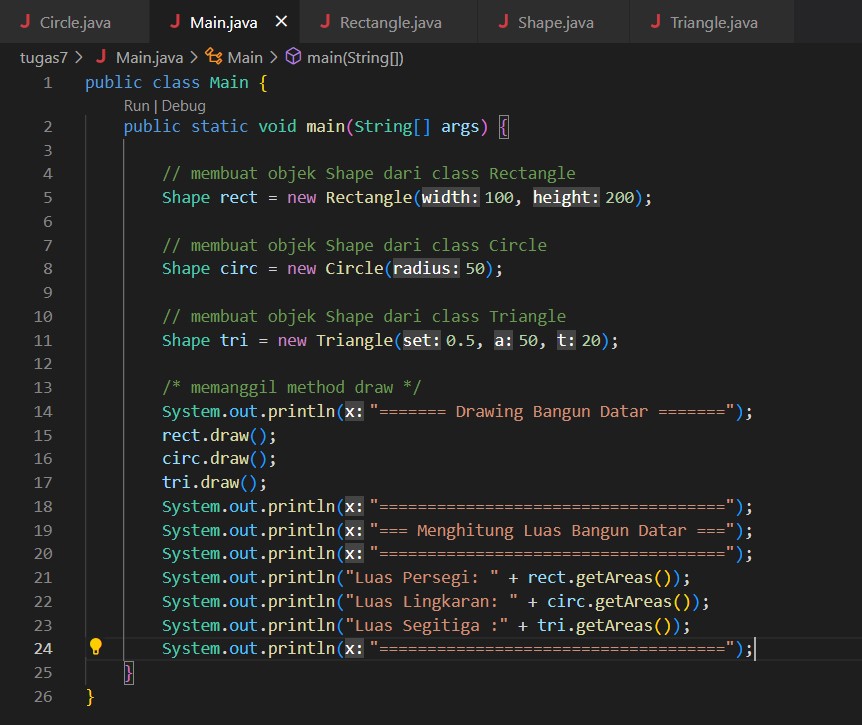 Circle.java Main.java Rectangle.java Shape.java Triangle.java
tugas7 > Main.java > Main > main(String[])
1 public class Main {
Run | Debug
2 public static void main(String[] args) {
3
4 // membuat objek Shape dari class Rectangle
5 Shape rect = new Rectangle(width: 100, height: 200);
6
7 // membuat objek Shape dari class Circle
8 Shape circ = new Circle(radius: 50);
9
10 // membuat objek Shape dari class Triangle
11 Shape tri = new Triangle(set: 0.5, a: 50, t: 20);
12
13 /* memanggil method draw */
14 System.out.println(x: "======= Drawing Bangun Datar =======");
15 rect.draw();
16 circ.draw();
17 tri.draw();
18 System.out.println(x: "====================================");
19 System.out.println(x: "=== Menghitung Luas Bangun Datar ===");
20 System.out.println(x: "====================================");
21 System.out.println("Luas Persegi: " + rect.getAreas());
22 System.out.println("Luas Lingkaran: " + circ.getAreas());
23 System.out.println("Luas Segitiga :" + tri.getAreas());
24 System.out.println(x: "====================================");
25 }
26 }